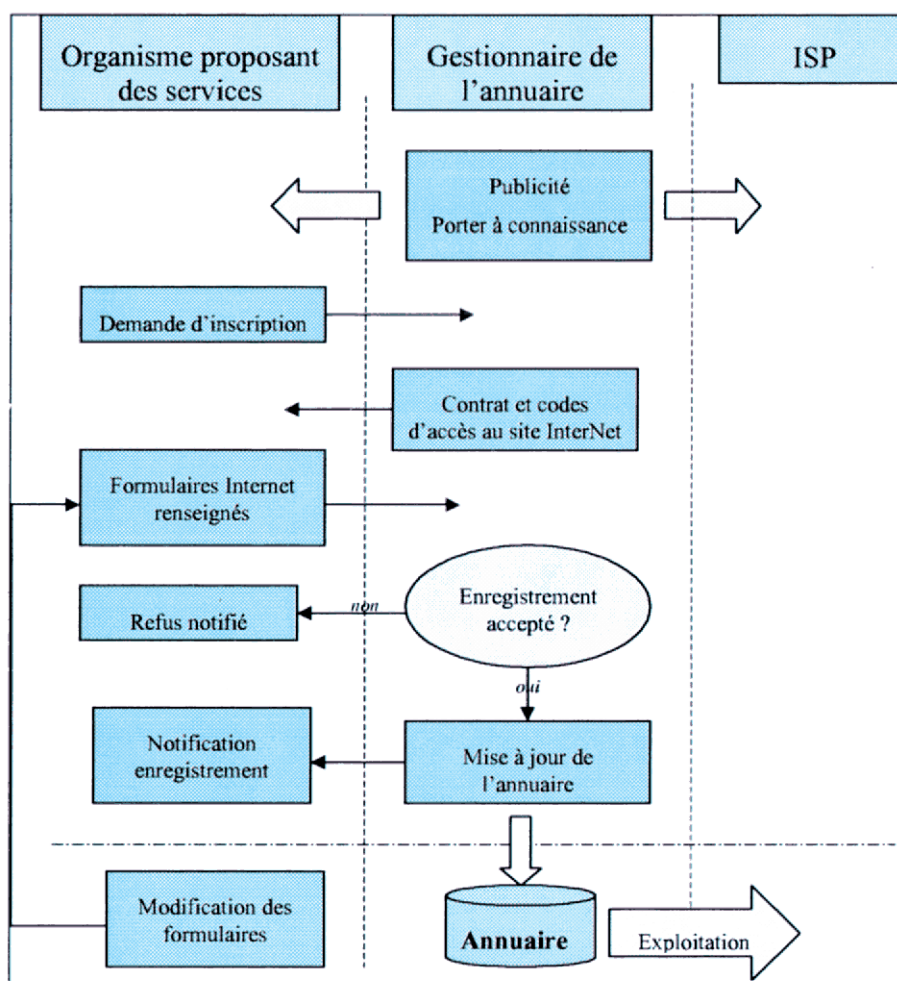 Organisme proposant
des services
Gestionnaire de
l'annuaire
ISP
Publicité
Porter à connaissance
Demande d'inscription
Contrat et codes
d'accès au site InterNet
Formulaires Internet
renseignés
Enregistrement
accepté ?
non
Refus notifié
oui
Notification
enregistrement
Mise à jour de
l'annuaire
Modification des
formulaires
Annuaire
Exploitation